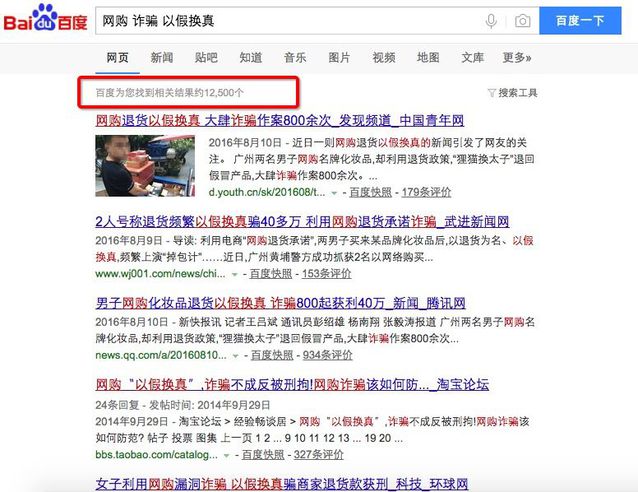 Bai du 百度 网购 诈骗 以假换真 百度一下
网页 新闻 贴吧 知道 音乐 图片 视频 地图 文库 更多»
百度为您找到相关结果约12,500个 搜索工具
网购退货以假换真 大肆诈骗作案800余次_发现频道_中国青年网
2016年8月10日 - 近日一则网购退货以假换真的新闻引发了网友的关
注。 广州两名男子网购名牌化妆品,却利用退货政策,“狸猫换太子”退
回假冒产品,大肆诈骗作案800余次。...
d.youth.cn/sk/201608/t... - 百度快照 - 179条评价
2人号称退货频繁以假换真骗40多万 利用网购退货承诺诈骗_武进新闻网
2016年8月9日 - 导读: 利用电商“网购退货承诺”,两男子买来某品牌化妆品后,以退货为名、以假
换真,频繁上演“掉包计”……近日,广州黄埔警方成功抓获2名以网络购买...
www.wj001.com/news/chi... - 百度快照 - 153条评价
男子网购化妆品退货以假换真 诈骗800起获利40万_新闻_腾讯网
2016年8月10日 - 新快报讯 记者王吕斌 通讯员彭绍雄 杨南翔 张毅涛报道 广州两名男子网购名
牌化妆品,却利用退货政策,“狸猫换太子”退回假冒产品,大肆诈骗作案800余次。...
news.qq.com/a/20160810... - 百度快照 - 934条评价
网购〝以假换真〞,诈骗不成反被刑拘!网购诈骗该如何防..._淘宝论坛
24条回复 - 发帖时间: 2014年9月29日
2014年9月29日 - 淘宝论坛 > 经验畅谈居 > 网购〝以假换真〞,诈骗不成反被刑拘!网购诈骗该
如何防范? 帖子 投票 图图 上一页 1 2 ... 9 10 11 12 13 ... 19 20 ...
bbs.taobao.com/catalog... - 百度快照 - 327条评价
女子利用网购漏洞诈骗 以假换真骗商家退货款获刑_科技_环球网